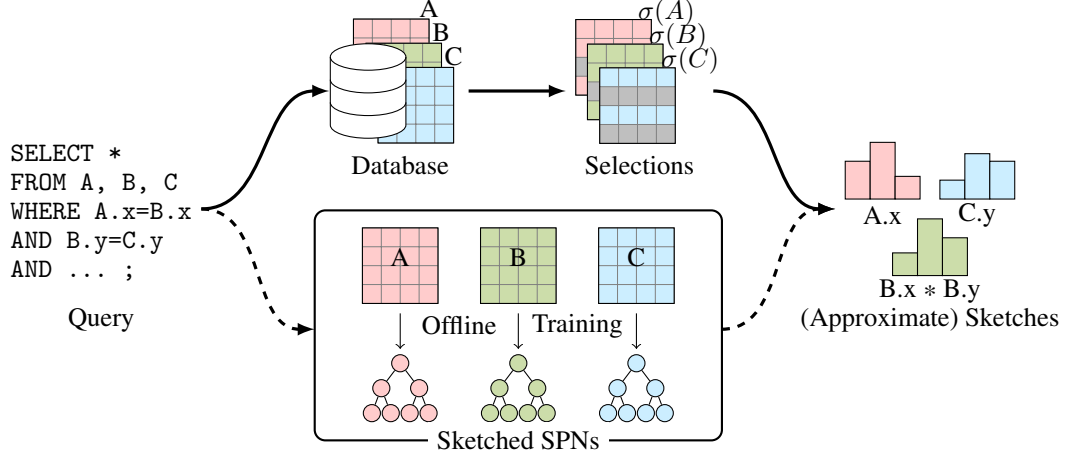 A
B
C
σ(A)
σ(B)
σ(C)
Database
Selections
SELECT *
FROM A, B, C
WHERE A.x=B.x
AND B.y=C.y
AND ... ;
Query
A
B
C
Offline
Training
Sketched SPNs
A.x
C.y
B.x ∗ B.y
(Approximate) Sketches